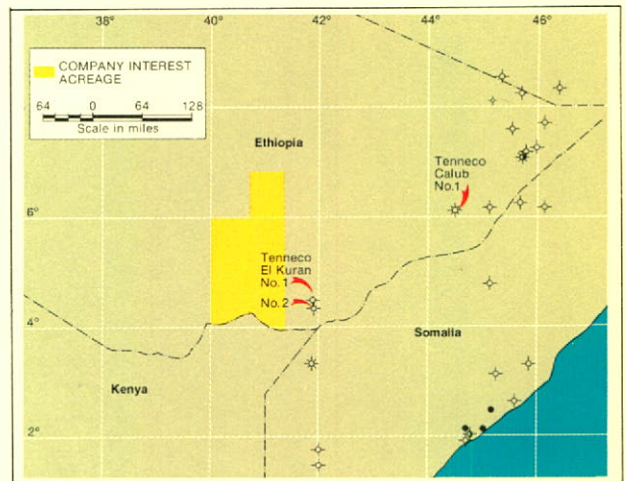 38°
40°
42°
44°
46°
COMPANY INTEREST
ACREAGE
64 0 64 128
Scale in miles
Ethiopia
Tenneco
Calub
No.1
6°
Tenneco
El Kuran
No.1
No.2
4°
Somalia
Kenya
2°